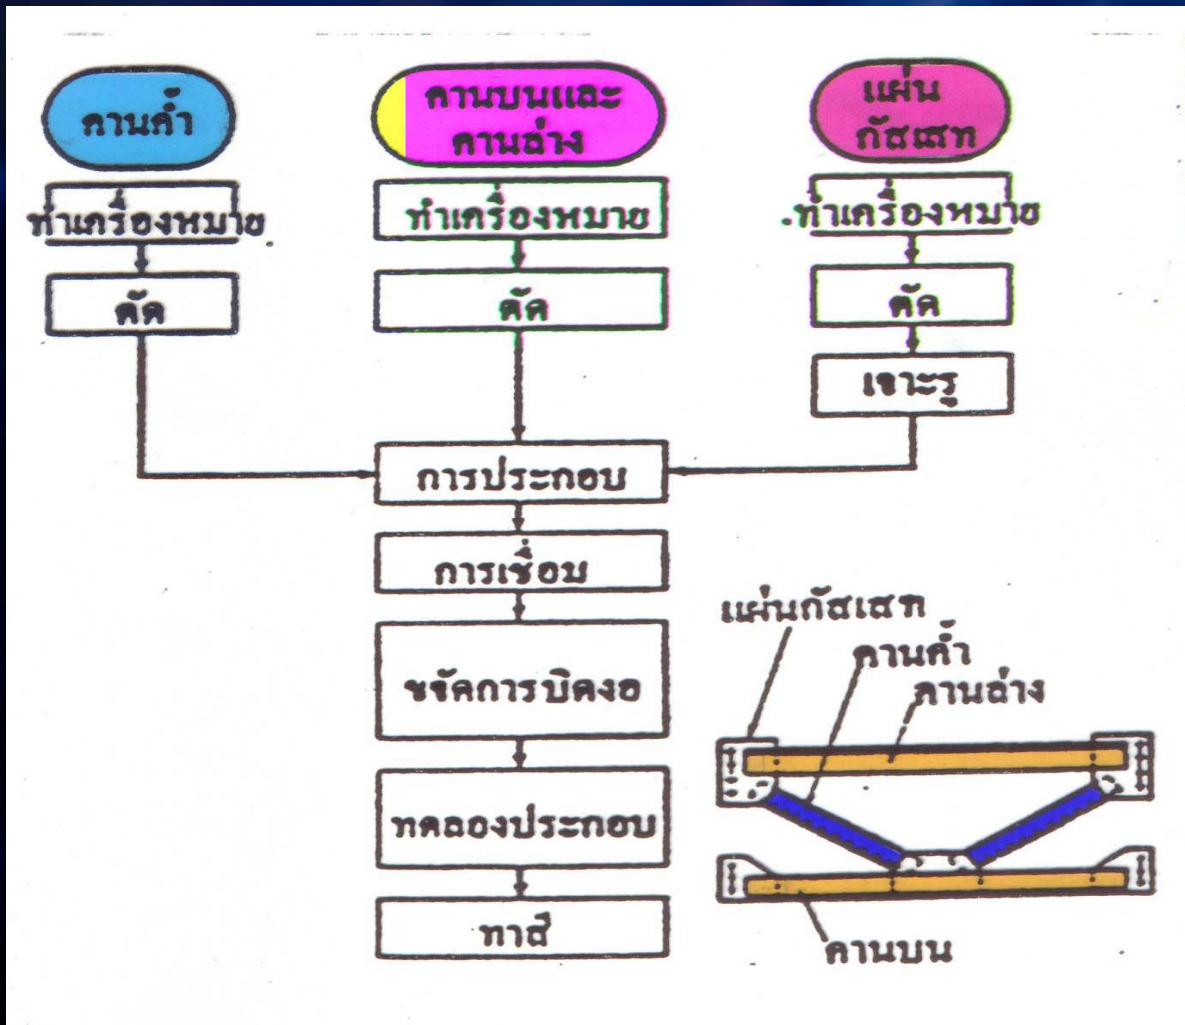 คานค้ำ
คานบนและ
คานล่าง
แผ่น
กัสเสท
ทำเครื่องหมาย
ทำเครื่องหมาย
ทำเครื่องหมาย
ตัด
ตัด
ตัด
เจาะรู
การประกอบ
การเชื่อม
ขจัดการบิดงอ
ทดลองประกอบ
ทาสี
แผ่นกัสเสท
คานค้ำ
คานล่าง
คานบน